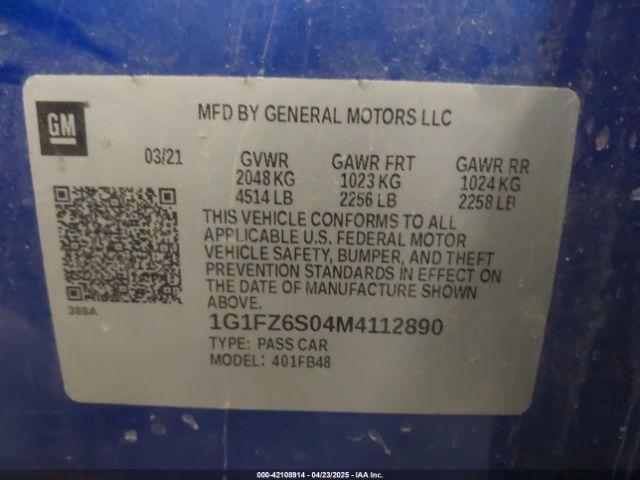 GM
MFD BY GENERAL MOTORS LLC
03/21 GVWR GAWR FRT GAWR RR
2048 KG 1023 KG 1024 KG
4514 LB 2256 LB 2258 LB
THIS VEHICLE CONFORMS TO ALL
APPLICABLE U.S. FEDERAL MOTOR
VEHICLE SAFETY, BUMPER, AND THEFT
PREVENTION STANDARDS IN EFFECT ON
THE DATE OF MANUFACTURE SHOWN
ABOVE.
388A
1G1FZ6S04M4112890
TYPE: PASS CAR
MODEL: 401FB48
000-42108914 - 04/23/2025 - IAA Inc.